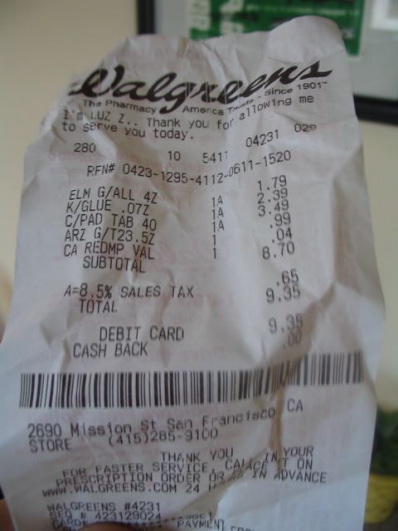 Walgreens
The Pharmacy America Trusts - Since 1901
I'm LUZ Z.. Thank you for allowing me
to serve you today.
280 10 5411 04231 029
RFN# 0423-1295-4112-0611-1520
ELM G/ALL 4Z 1A 1.79
K/GLUE .07Z 1A 2.39
C/PAD TAB 40 1A 3.49
ARZ G/T23.5Z 1 .99
CA REDMP VAL 1 .04
SUBTOTAL 8.70
A=8.5% SALES TAX .65
TOTAL 9.35
DEBIT CARD 9.35
CASH BACK .00
2690 Mission St San Francisco CA
STORE (415)285-9100
THANK YOU
FOR FASTER SERVICE, CALL IN YOUR
PRESCRIPTION ORDER IN ADVANCE
WWW.WALGREENS.COM 24
WALGREENS #4231
PAYMENT